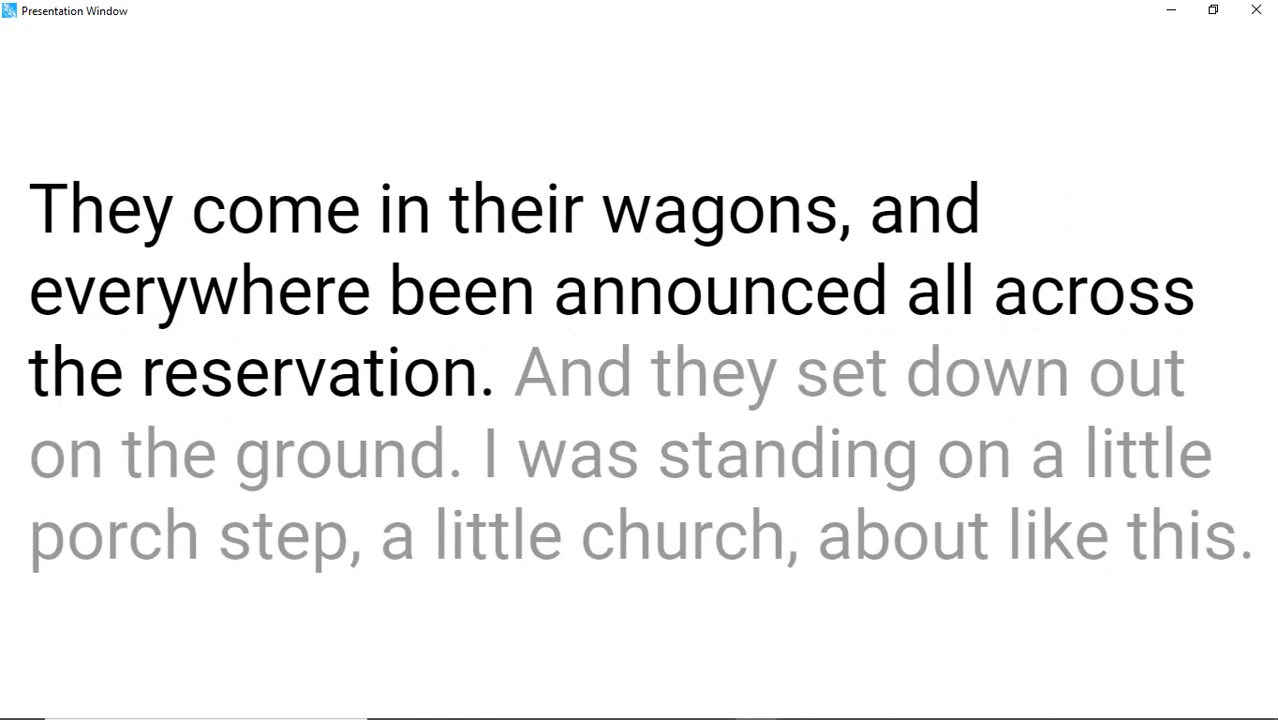 Presentation Window
They come in their wagons, and
everywhere been announced all across
the reservation. And they set down out
on the ground. I was standing on a little
porch step, a little church, about like this.